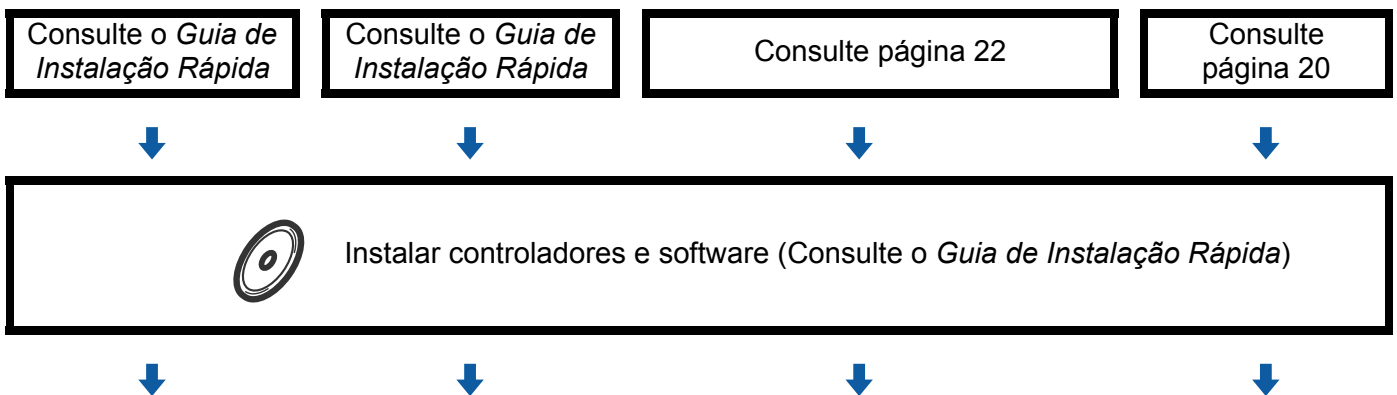 Consulte o Guia de
Instalação Rápida
Consulte o Guia de
Instalação Rápida
Consulte página 22
Consulte
página 20
Instalar controladores e software (Consulte o Guia de Instalação Rápida)